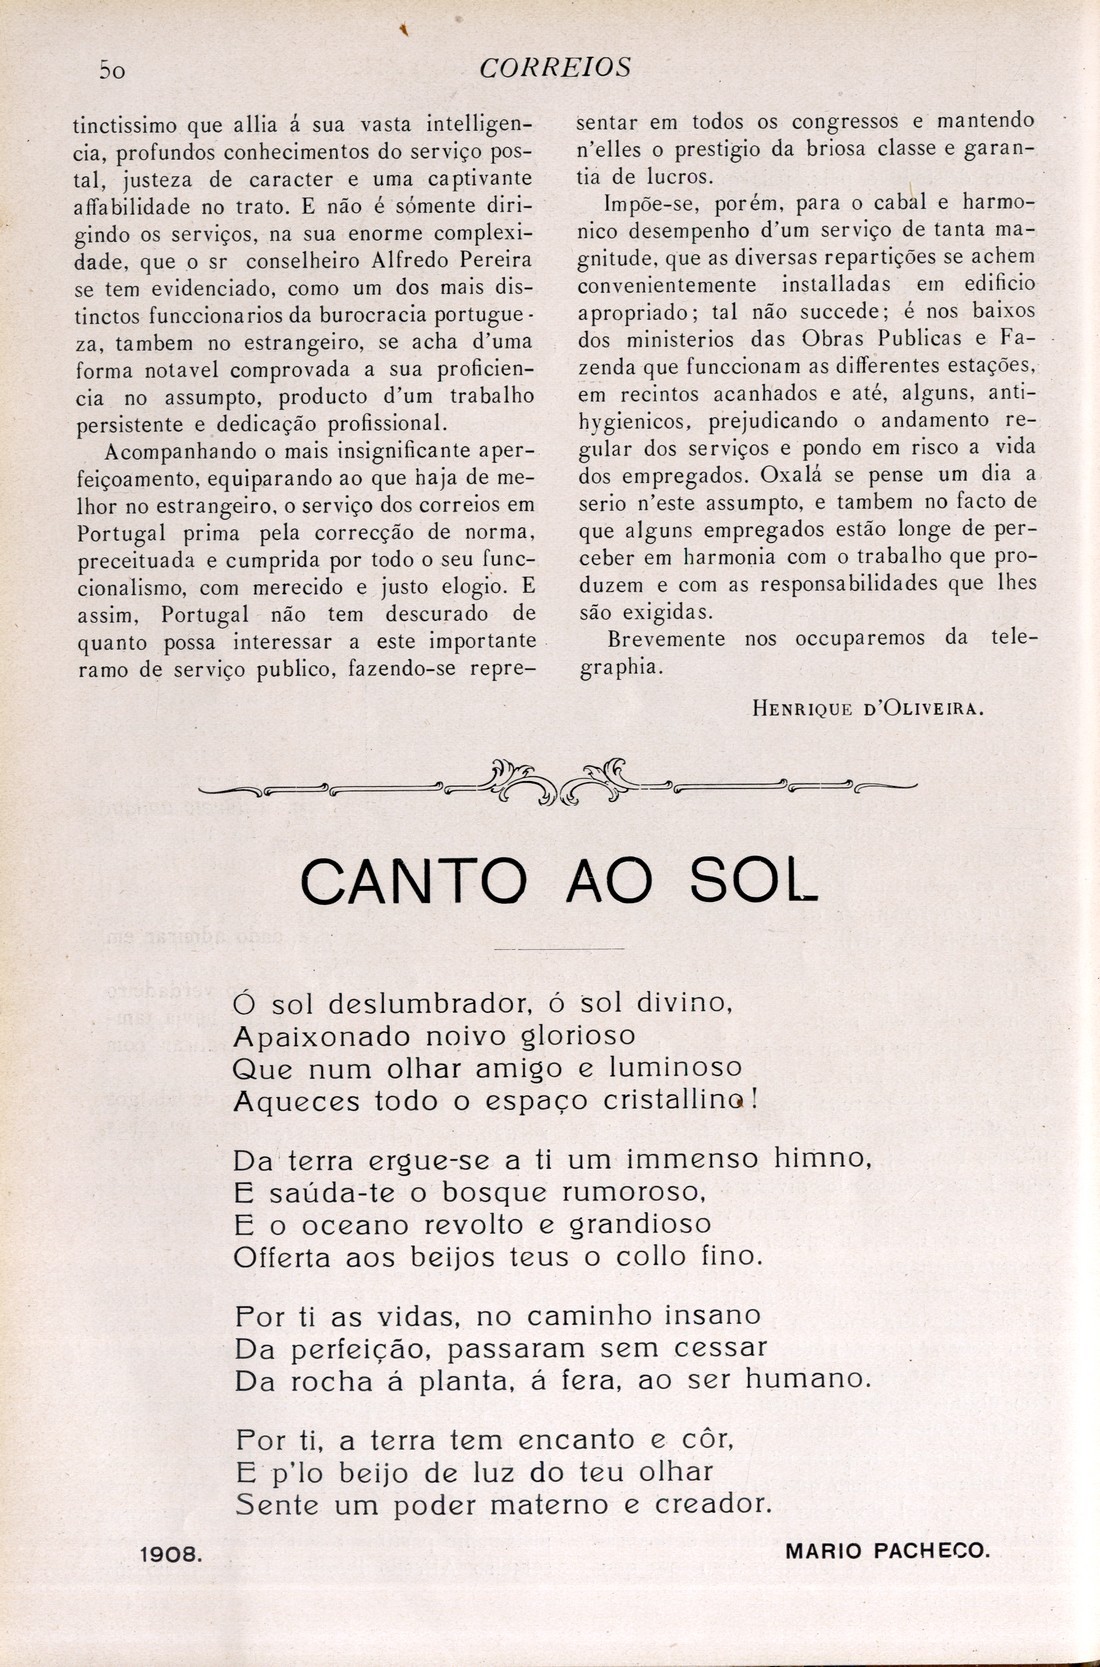 50
CORREIOS
tinctissimo que allia á sua vasta intelligen-
cia, profundos conhecimentos do serviço pos-
tal, justeza de caracter e uma captivante
affabilidade no trato. E não é sómente diri-
gindo os serviços, na sua enorme complexi-
dade, que o sr conselheiro Alfredo Pereira
se tem evidenciado, como um dos mais dis-
tinctos funccionarios da burocracia portugue-
za, tambem no estrangeiro, se acha d'uma
forma notavel comprovada a sua proficien-
cia no assumpto, producto d'um trabalho
persistente e dedicação profissional.
Acompanhando o mais insignificante aper-
feiçoamento, equiparando ao que haja de me-
lhor no estrangeiro, o serviço dos correios em
Portugal prima pela correcção de norma,
preceituada e cumprida por todo o seu func-
cionalismo, com merecido e justo elogio. E
assim, Portugal não tem descurado de
quanto possa interessar a este importante
ramo de serviço publico, fazendo-se repre-
sentar em todos os congressos e mantendo
n'elles o prestigio da briosa classe e garan-
tia de lucros.
Impõe-se, porém, para o cabal e harmo-
nico desempenho d'um serviço de tanta ma-
gnitude, que as diversas repartições se achem
convenientemente installadas em edificio
apropriado; tal não succede; é nos baixos
dos ministerios das Obras Publicas e Fa-
zenda que funccionam as differentes estações,
em recintos acanhados e até, alguns, anti-
hygienicos, prejudicando o andamento re-
gular dos serviços e pondo em risco a vida
dos empregados. Oxalá se pense um dia a
serio n'este assumpto, e tambem no facto de
que alguns empregados estão longe de per-
ceber em harmonia com o trabalho que pro-
duzem e com as responsabilidades que lhes
são exigidas.
Brevemente nos occuparemos da tele-
graphia.
HENRIQUE D'OLIVEIRA.
CANTO AO SOL
Ó sol deslumbrador, ó sol divino,
Apaixonado noivo glorioso
Que num olhar amigo e luminoso
Aqueces todo o espaço cristallino!
Da terra ergue-se a ti um immenso himno,
E saúda-te o bosque rumoroso,
E o oceano revolto e grandioso
Offerta aos beijos teus o collo fino.
Por ti as vidas, no caminho insano
Da perfeição, passaram sem cessar
Da rocha á planta, á fera, ao ser humano.
Por ti, a terra tem encanto e côr,
E p'lo beijo de luz do teu olhar
Sente um poder materno e creador.
1908.
MARIO PACHECO.